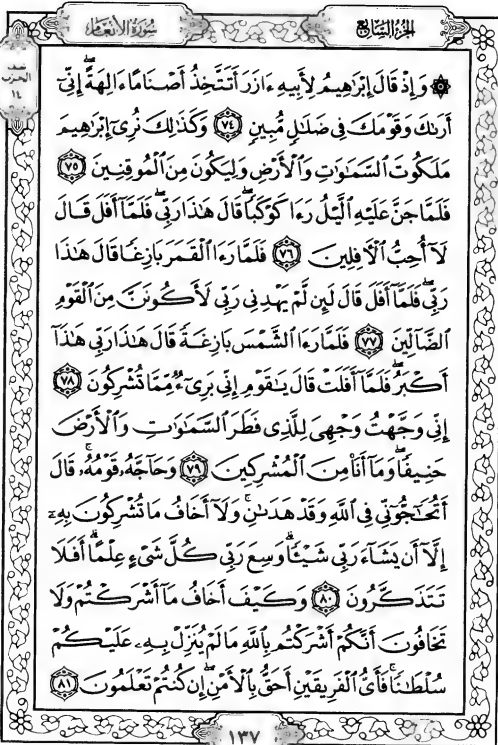 الجزء السابع
سورة الأنعام
نصف
الحزب
١٤
۞ وَإِذْ قَالَ إِبْرَٰهِيمُ لِأَبِيهِ ءَازَرَ أَتَتَّخِذُ أَصْنَامًا ءَالِهَةً ۖ إِنِّىٓ
أَرَىٰكَ وَقَوْمَكَ فِى ضَلَٰلٍ مُّبِينٍ ﴿٧٤﴾ وَكَذَٰلِكَ نُرِىٓ إِبْرَٰهِيمَ
مَلَكُوتَ ٱلسَّمَٰوَٰتِ وَٱلْأَرْضِ وَلِيَكُونَ مِنَ ٱلْمُوقِنِينَ ﴿٧٥﴾
فَلَمَّا جَنَّ عَلَيْهِ ٱلَّيْلُ رَءَا كَوْكَبًا ۖ قَالَ هَٰذَا رَبِّى ۖ فَلَمَّآ أَفَلَ قَالَ
لَآ أُحِبُّ ٱلْءَافِلِينَ ﴿٧٦﴾ فَلَمَّا رَءَا ٱلْقَمَرَ بَازِغًا قَالَ هَٰذَا
رَبِّى ۖ فَلَمَّآ أَفَلَ قَالَ لَئِن لَّمْ يَهْدِنِى رَبِّى لَأَكُونَنَّ مِنَ ٱلْقَوْمِ
ٱلضَّآلِّينَ ﴿٧٧﴾ فَلَمَّا رَءَا ٱلشَّمْسَ بَازِغَةً قَالَ هَٰذَا رَبِّى هَٰذَآ
أَكْبَرُ ۖ فَلَمَّآ أَفَلَتْ قَالَ يَٰقَوْمِ إِنِّى بَرِىٓءٌ مِّمَّا تُشْرِكُونَ ﴿٧٨﴾
إِنِّى وَجَّهْتُ وَجْهِىَ لِلَّذِى فَطَرَ ٱلسَّمَٰوَٰتِ وَٱلْأَرْضَ
حَنِيفًا ۖ وَمَآ أَنَا۠ مِنَ ٱلْمُشْرِكِينَ ﴿٧٩﴾ وَحَآجَّهُۥ قَوْمُهُۥ ۚ قَالَ
أَتُحَٰٓجُّوٓنِّى فِى ٱللَّهِ وَقَدْ هَدَىٰنِ ۚ وَلَآ أَخَافُ مَا تُشْرِكُونَ بِهِۦٓ
إِلَّآ أَن يَشَآءَ رَبِّى شَيْـًٔا ۗ وَسِعَ رَبِّى كُلَّ شَىْءٍ عِلْمًا ۗ أَفَلَا
تَتَذَكَّرُونَ ﴿٨٠﴾ وَكَيْفَ أَخَافُ مَآ أَشْرَكْتُمْ وَلَا
تَخَافُونَ أَنَّكُمْ أَشْرَكْتُم بِٱللَّهِ مَا لَمْ يُنَزِّلْ بِهِۦ عَلَيْكُمْ
سُلْطَٰنًا ۚ فَأَىُّ ٱلْفَرِيقَيْنِ أَحَقُّ بِٱلْأَمْنِ ۖ إِن كُنتُمْ تَعْلَمُونَ ﴿٨١﴾
١٣٧